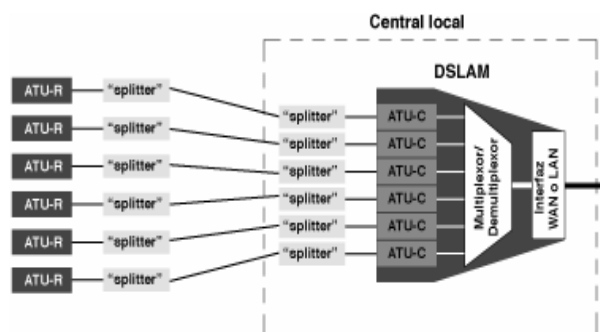 Central local
DSLAM
ATU-R "splitter"
"splitter" ATU-C
ATU-R "splitter"
"splitter" ATU-C
ATU-R "splitter"
"splitter" ATU-C
ATU-R "splitter"
"splitter" ATU-C
ATU-R "splitter"
"splitter" ATU-C
ATU-R "splitter"
"splitter" ATU-C
Multiplexor/
Demultiplexor
Interfaz
WAN o LAN